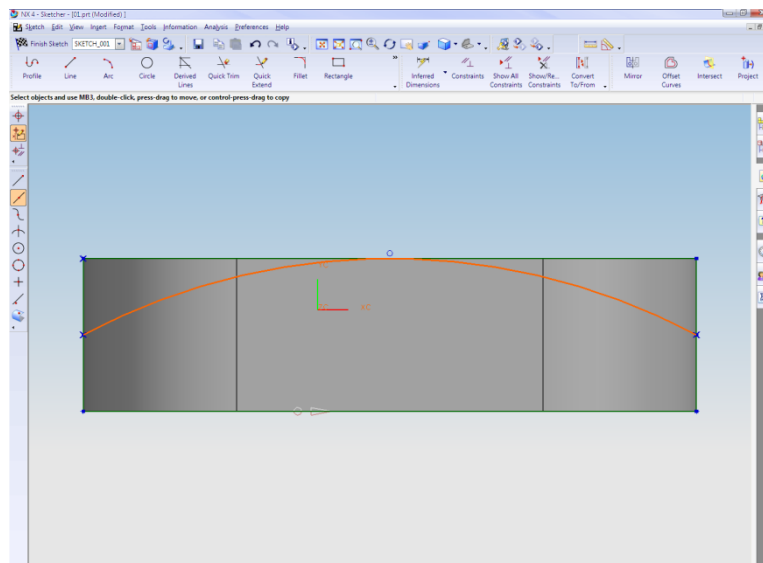 NX 4 - Sketcher - [01.prt (Modified) ]
Sketch Edit View Insert Format Tools Information Analysis Preferences Help
Finish Sketch SKETCH_001
Profile Line Arc Circle Derived Lines Quick Trim Quick Extend Fillet Rectangle » Inferred Dimensions Constraints Show All Constraints Show/Re... Constraints Convert To/From Mirror Offset Curves Intersect Project
Select objects and use MB3, double-click, press-drag to move, or control-press-drag to copy
XC